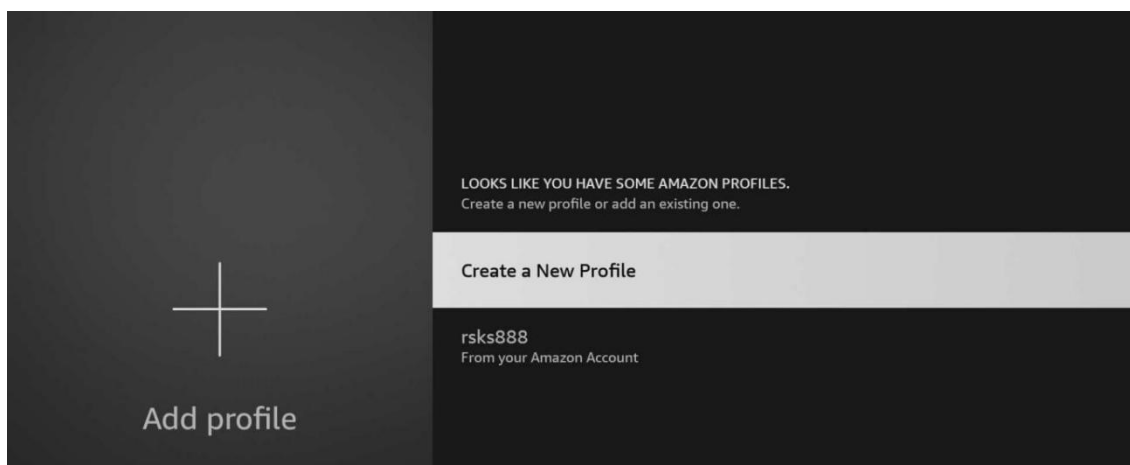 Add profile
LOOKS LIKE YOU HAVE SOME AMAZON PROFILES.
Create a new profile or add an existing one.
Create a New Profile
rsks888
From your Amazon Account